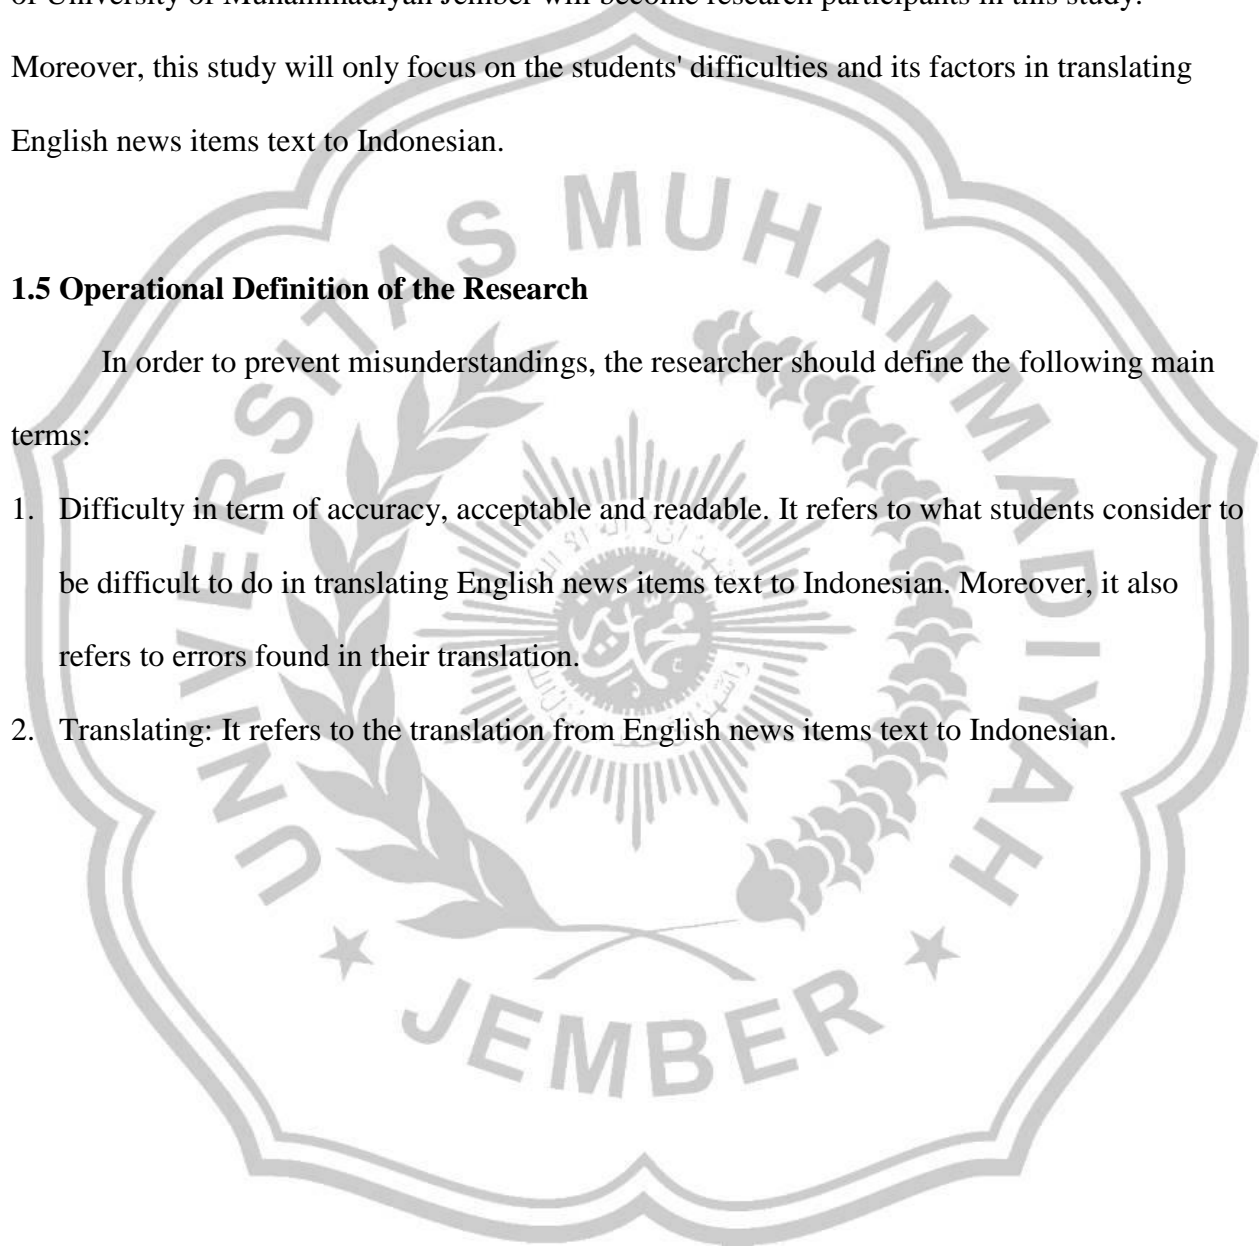 of University of Muhammadiyah Jember will become research participants in this study.
Moreover, this study will only focus on the students' difficulties and its factors in translating
English news items text to Indonesian.
1.5 Operational Definition of the Research
In order to prevent misunderstandings, the researcher should define the following main
terms:
1. Difficulty in term of accuracy, acceptable and readable. It refers to what students consider to
be difficult to do in translating English news items text to Indonesian. Moreover, it also
refers to errors found in their translation.
2. Translating: It refers to the translation from English news items text to Indonesian.
UNIVERSITAS MUHAMMADIYAH
JEMBER